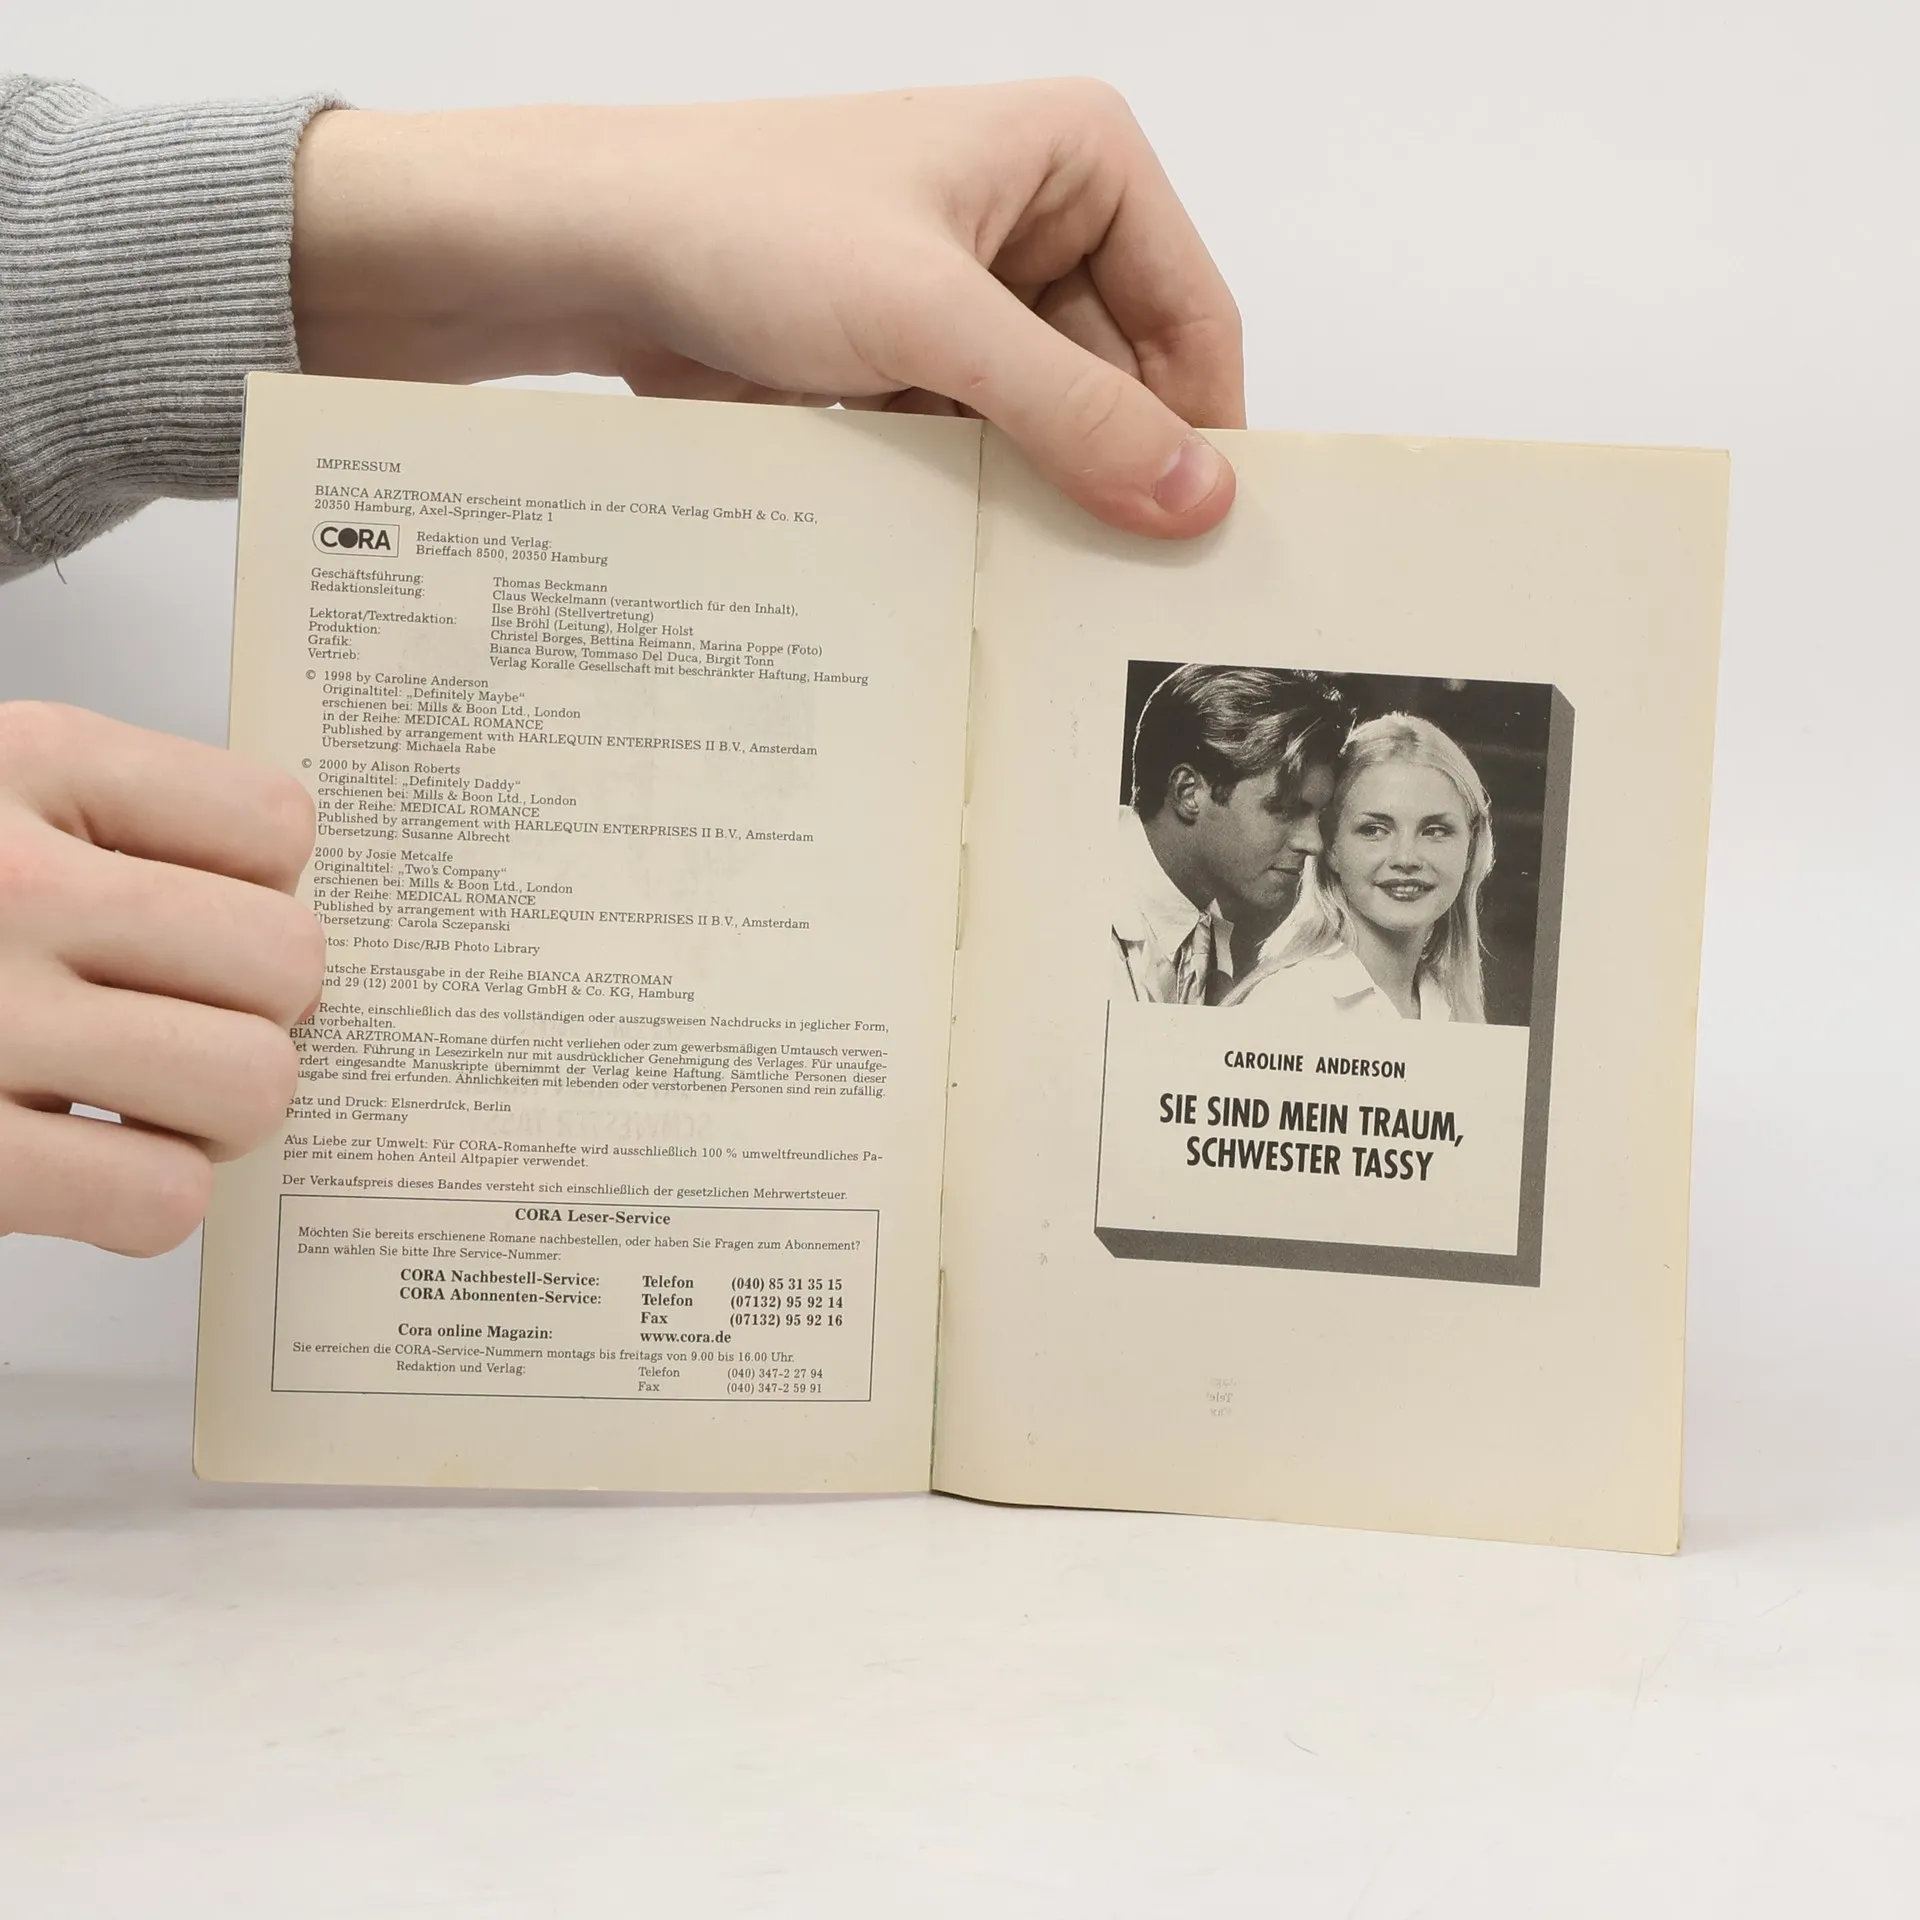 IMPRESSUM
BIANCA ARZTROMAN erscheint monatlich in der CORA Verlag GmbH & Co. KG,
20350 Hamburg, Axel-Springer-Platz 1
CORA
Redaktion und Verlag:
Brieffach 8500, 20350 Hamburg
Geschäftsführung: Thomas Beckmann
Redaktionsleitung: Claus Weckelmann (verantwortlich für den Inhalt),
Ilse Bröhl (Stellvertretung)
Lektorat/Textredaktion: Ilse Bröhl (Leitung), Holger Holst
Produktion: Christel Borges, Bettina Reimann, Marina Poppe (Foto)
Grafik: Bianca Burow, Tommaso Del Duca, Birgit Tonn
Vertrieb: Verlag Koralle Gesellschaft mit beschränkter Haftung, Hamburg
© 1998 by Caroline Anderson
Originaltitel: „Definitely Maybe“
erschienen bei: Mills & Boon Ltd., London
in der Reihe: MEDICAL ROMANCE
Published by arrangement with HARLEQUIN ENTERPRISES II B.V., Amsterdam
Übersetzung: Michaela Rabe
© 2000 by Alison Roberts
Originaltitel: „Definitely Daddy“
erschienen bei: Mills & Boon Ltd., London
in der Reihe: MEDICAL ROMANCE
Published by arrangement with HARLEQUIN ENTERPRISES II B.V., Amsterdam
Übersetzung: Susanne Albrecht
2000 by Josie Metcalfe
Originaltitel: „Two's Company“
erschienen bei: Mills & Boon Ltd., London
in der Reihe: MEDICAL ROMANCE
Published by arrangement with HARLEQUIN ENTERPRISES II B.V., Amsterdam
Übersetzung: Carola Sczepanski
tos: Photo Disc/RJB Photo Library
utsche Erstausgabe in der Reihe BIANCA ARZTROMAN
nd 29 (12) 2001 by CORA Verlag GmbH & Co. KG, Hamburg
Rechte, einschließlich das des vollständigen oder auszugsweisen Nachdrucks in jeglicher Form,
d vorbehalten.
BIANCA ARZTROMAN-Romane dürfen nicht verliehen oder zum gewerbsmäßigen Umtausch verwen-
et werden. Führung in Lesezirkeln nur mit ausdrücklicher Genehmigung des Verlages. Für unaufge-
rdert eingesandte Manuskripte übernimmt der Verlag keine Haftung. Sämtliche Personen dieser
usgabe sind frei erfunden. Ähnlichkeiten mit lebenden oder verstorbenen Personen sind rein zufällig.
Satz und Druck: Elsnerdruck, Berlin
Printed in Germany
Aus Liebe zur Umwelt: Für CORA-Romanhefte wird ausschließlich 100 % umweltfreundliches Pa-
pier mit einem hohen Anteil Altpapier verwendet.
Der Verkaufspreis dieses Bandes versteht sich einschließlich der gesetzlichen Mehrwertsteuer.
CORA Leser-Service
Möchten Sie bereits erschienene Romane nachbestellen, oder haben Sie Fragen zum Abonnement?
Dann wählen Sie bitte Ihre Service-Nummer:
CORA Nachbestell-Service: Telefon (040) 85 31 35 15
CORA Abonnenten-Service: Telefon (07132) 95 92 14
Fax (07132) 95 92 16
Cora online Magazin: www.cora.de
Sie erreichen die CORA-Service-Nummern montags bis freitags von 9.00 bis 16.00 Uhr.
Redaktion und Verlag: Telefon (040) 347-2 27 94
Fax (040) 347-2 59 91
CAROLINE ANDERSON
SIE SIND MEIN TRAUM,
SCHWESTER TASSY